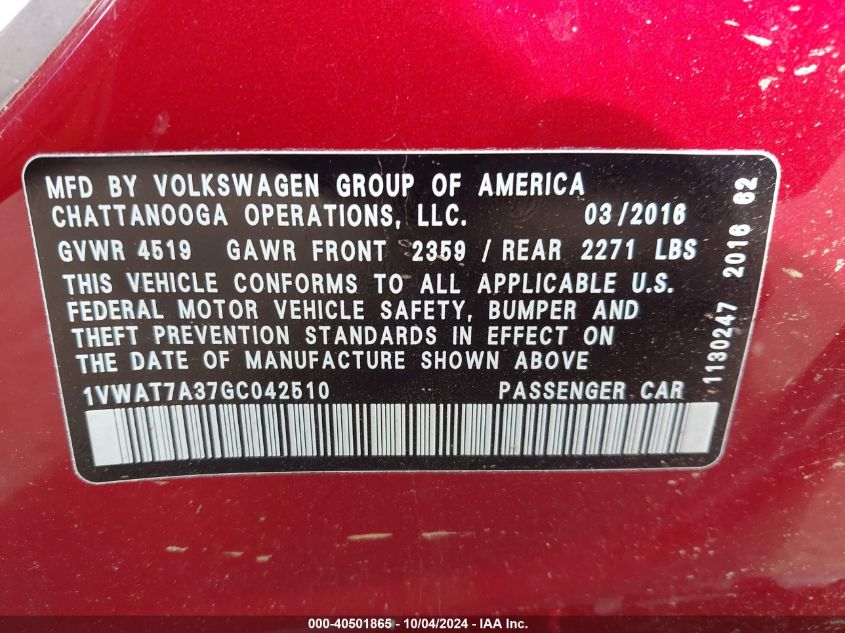 MFD BY VOLKSWAGEN GROUP OF AMERICA
CHATTANOOGA OPERATIONS, LLC. 03/2016
GVWR 4519 GAWR FRONT 2359 / REAR 2271 LBS
THIS VEHICLE CONFORMS TO ALL APPLICABLE U.S.
FEDERAL MOTOR VEHICLE SAFETY, BUMPER AND
THEFT PREVENTION STANDARDS IN EFFECT ON
THE DATE OF MANUFACTURE SHOWN ABOVE
1VWAT7A37GC042510 PASSENGER CAR
1130247 2016 62
000-40501865 - 10/04/2024 - IAA Inc.